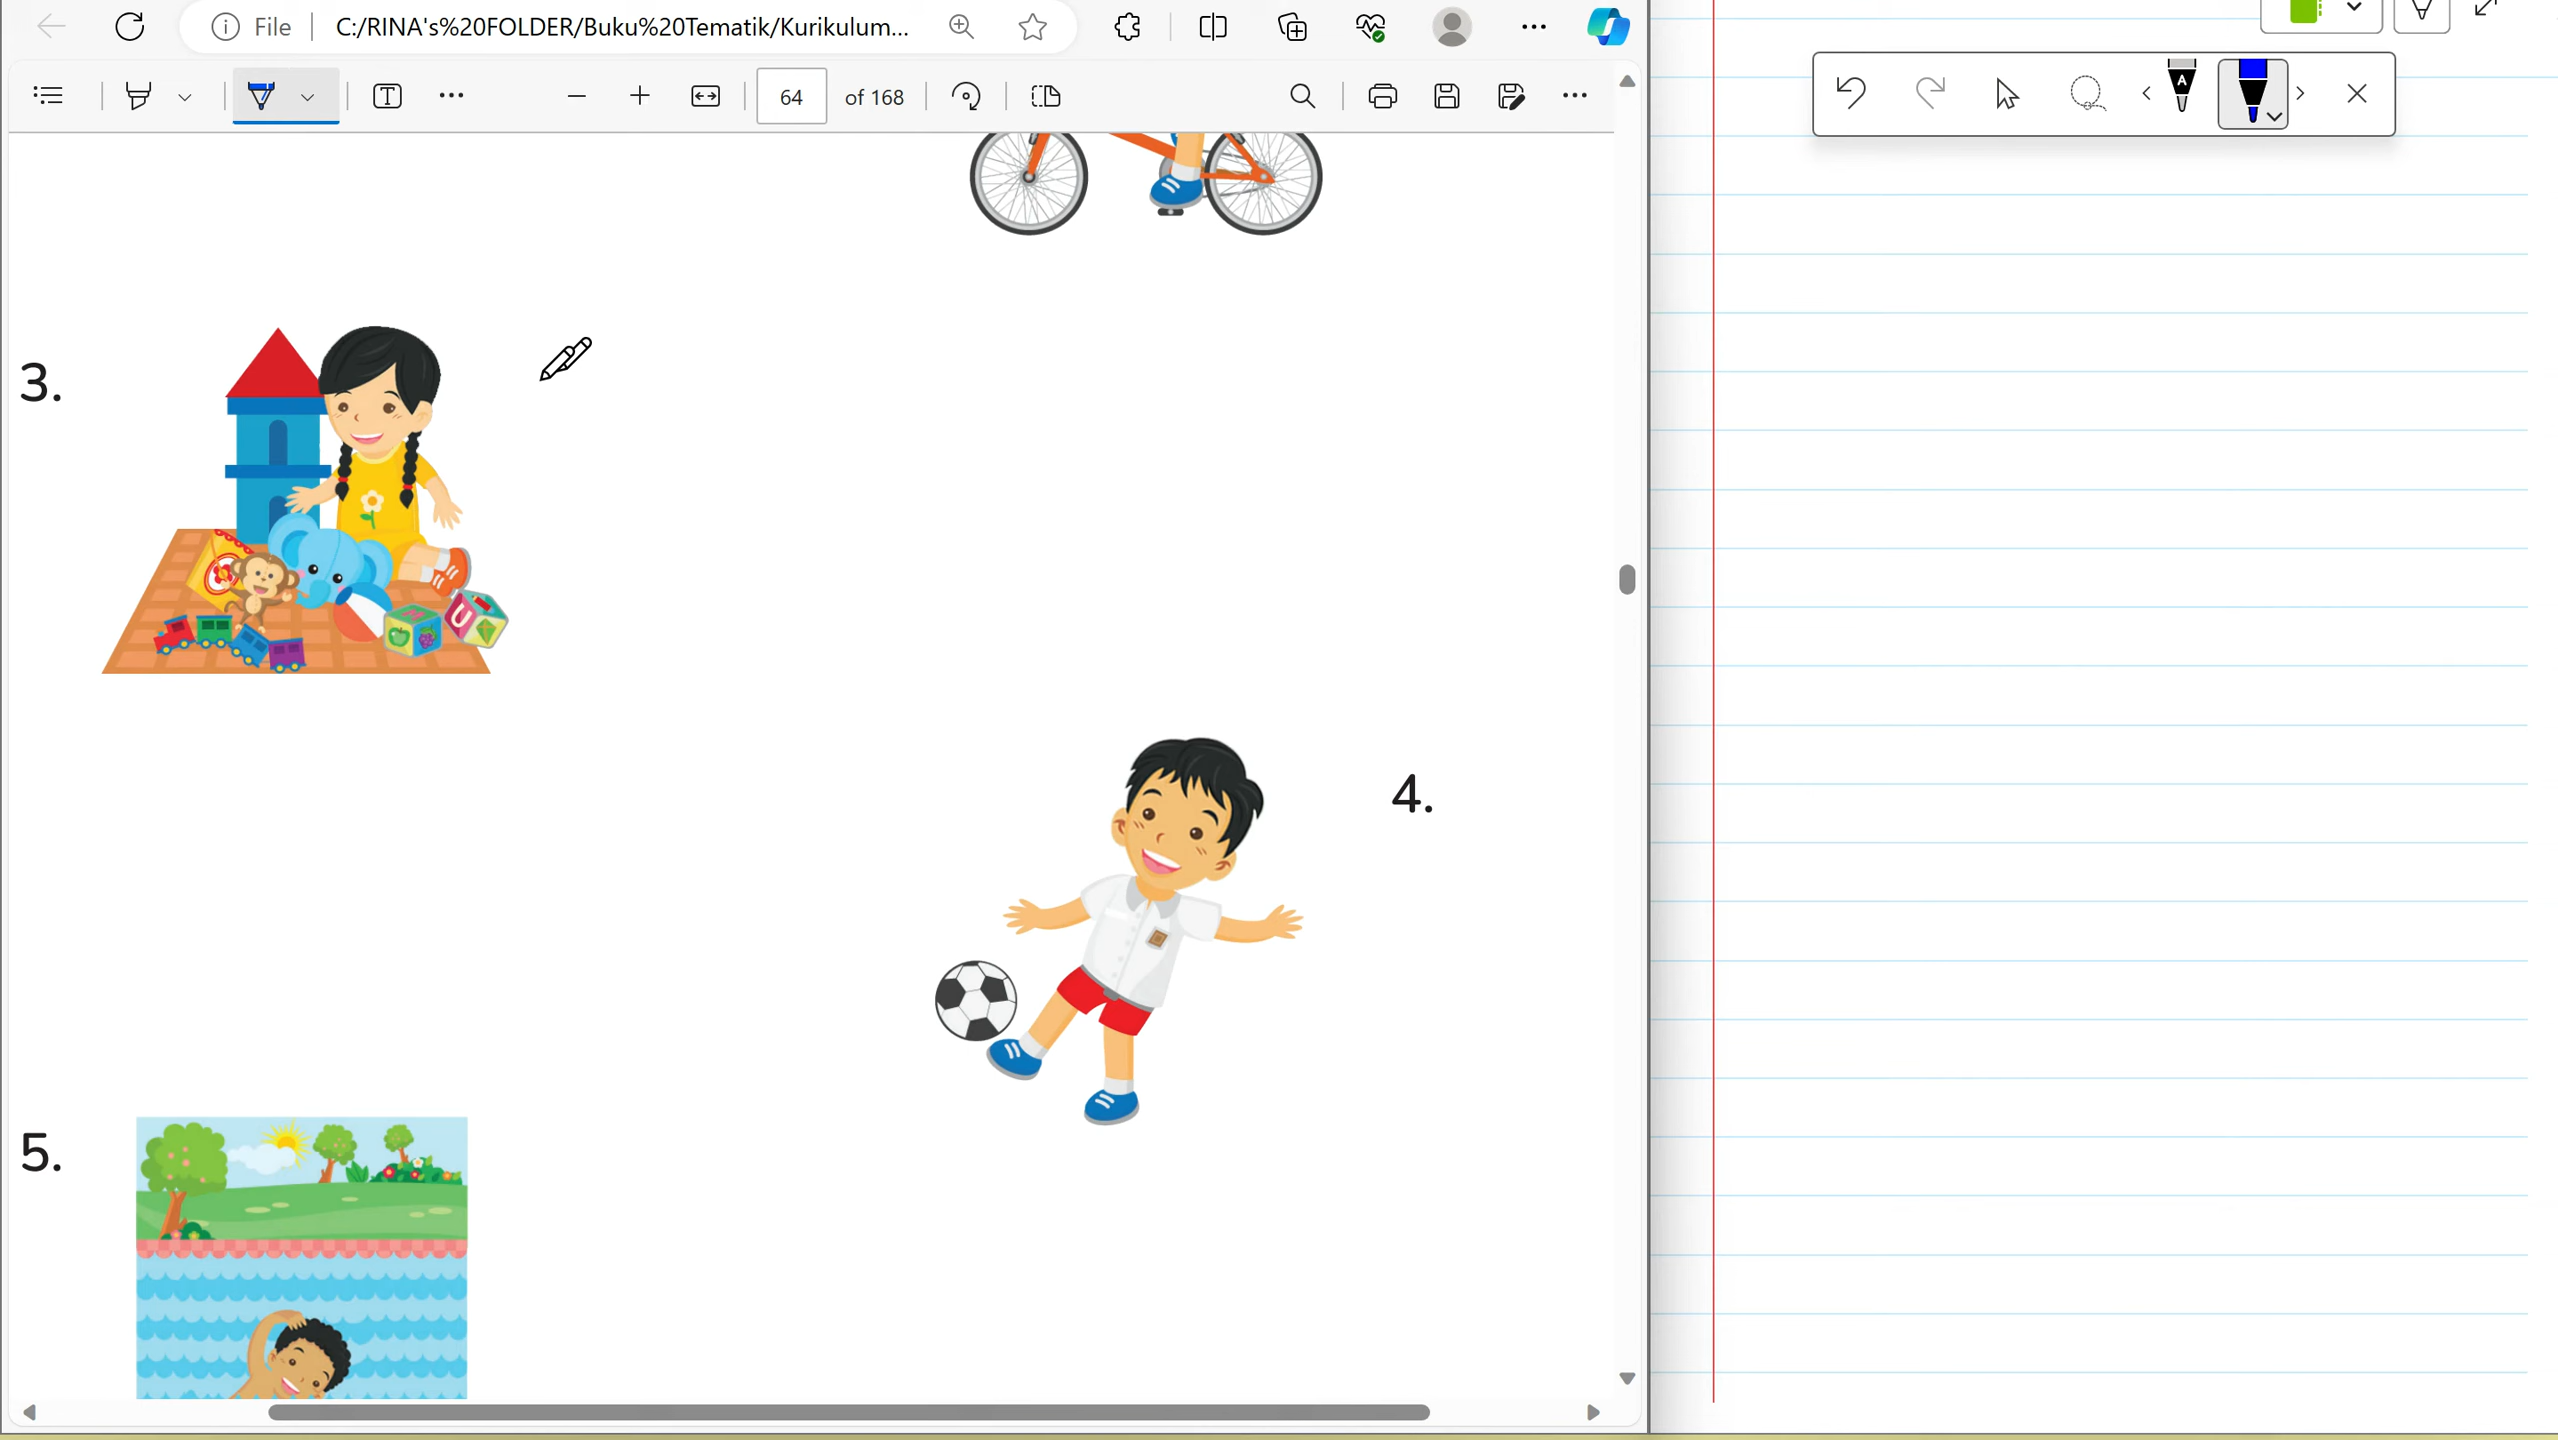 File
C:/RINA's%20FOLDER/Buku%20Tematik/Kurikulum...
64 of 168
3.
4.
5.